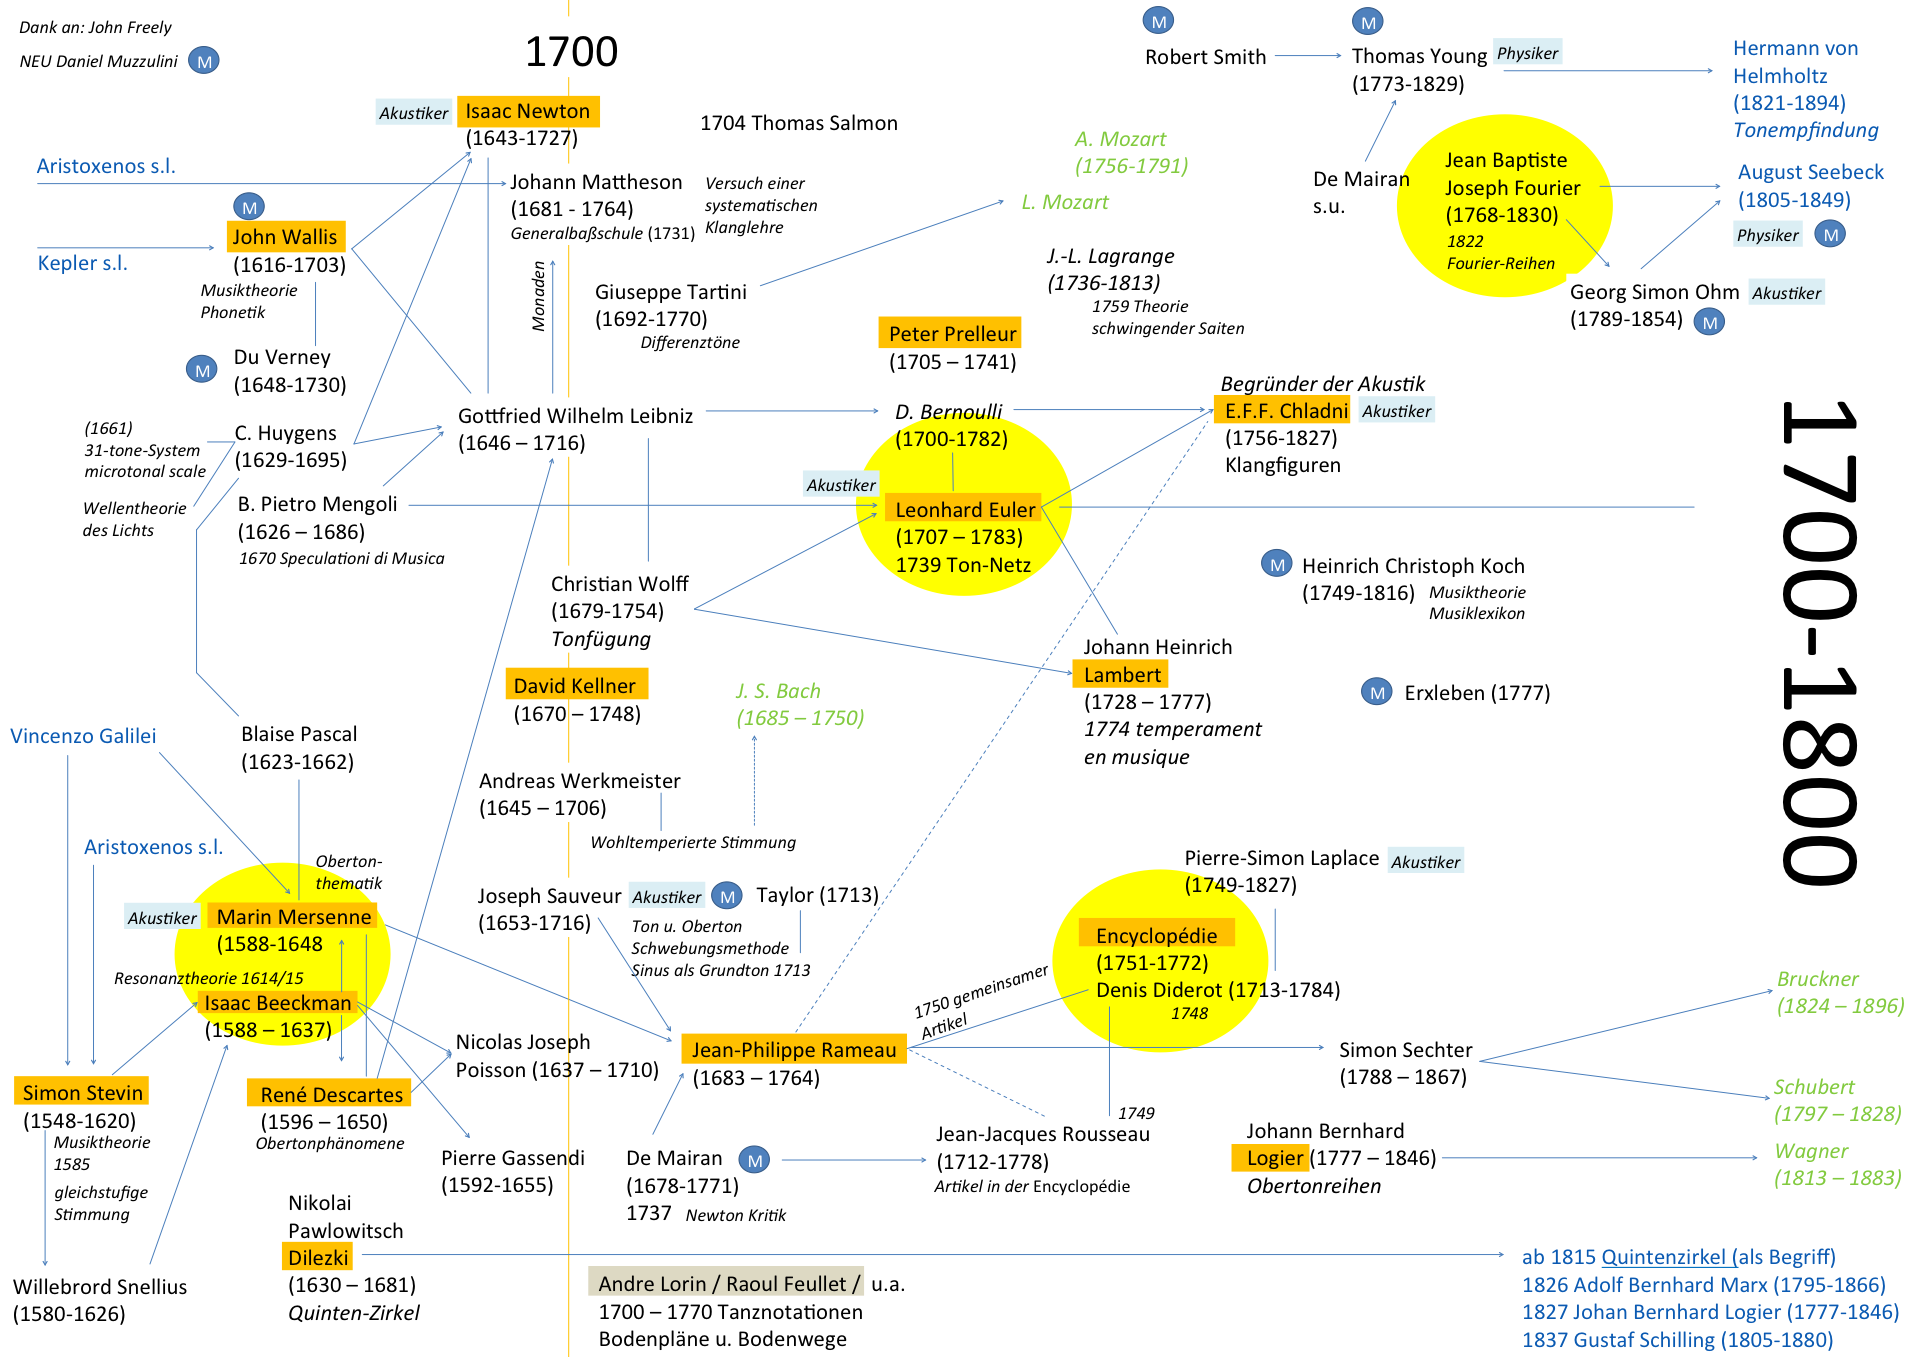 Dank an: John Freely
NEU Daniel Muzzulini M
1700
M
Robert Smith
M
Thomas Young Physiker
(1773-1829)
Hermann von
Helmholtz
(1821-1894)
Tonempfindung
Akustiker Isaac Newton
(1643-1727)
1704 Thomas Salmon
A. Mozart
(1756-1791)
L. Mozart
De Mairan
s.u.
Jean Baptiste
Joseph Fourier
(1768-1830)
1822
Fourier-Reihen
August Seebeck
(1805-1849)
Physiker M
Aristoxenos s.l.
Johann Mattheson
(1681 - 1764)
Generalbaßschule (1731)
Versuch einer
systematischen
Klanglehre
M
John Wallis
(1616-1703)
Musiktheorie
Phonetik
Kepler s.l.
Monaden
Giuseppe Tartini
(1692-1770)
Differenztöne
J.-L. Lagrange
(1736-1813)
1759 Theorie
schwingender Saiten
Georg Simon Ohm Akustiker
(1789-1854) M
Peter Prelleur
(1705 – 1741)
M
Du Verney
(1648-1730)
Gottfried Wilhelm Leibniz
(1646 – 1716)
D. Bernoulli
(1700-1782)
Begründer der Akustik
E.F.F. Chladni Akustiker
(1756-1827)
Klangfiguren
1700-1800
(1661)
31-tone-System
microtonal scale
C. Huygens
(1629-1695)
Wellentheorie
des Lichts
B. Pietro Mengoli
(1626 – 1686)
1670 Speculationi di Musica
Akustiker
Leonhard Euler
(1707 – 1783)
1739 Ton-Netz
M
Heinrich Christoph Koch
(1749-1816) Musiktheorie
Musiklexikon
Christian Wolff
(1679-1754)
Tonfügung
Johann Heinrich
Lambert
(1728 – 1777)
1774 temperament
en musique
M Erxleben (1777)
David Kellner
(1670 – 1748)
J. S. Bach
(1685 – 1750)
Vincenzo Galilei
Blaise Pascal
(1623-1662)
Andreas Werkmeister
(1645 – 1706)
Wohltemperierte Stimmung
Aristoxenos s.l.
Oberton-
thematik
Akustiker Marin Mersenne
(1588-1648
Resonanztheorie 1614/15
Isaac Beeckman
(1588 – 1637)
Joseph Sauveur Akustiker M
(1653-1716)
Ton u. Oberton
Schwebungsmethode
Sinus als Grundton 1713
Taylor (1713)
Pierre-Simon Laplace Akustiker
(1749-1827)
Encyclopédie
(1751-1772)
Denis Diderot (1713-1784)
1748
1750 gemeinsamer
Artikel
Bruckner
(1824 – 1896)
Nicolas Joseph
Poisson (1637 – 1710)
Jean-Philippe Rameau
(1683 – 1764)
Simon Sechter
(1788 – 1867)
Schubert
(1797 – 1828)
Simon Stevin
(1548-1620)
Musiktheorie
1585
gleichstufige
Stimmung
René Descartes
(1596 – 1650)
Obertonphänomene
Pierre Gassendi
(1592-1655)
De Mairan M
(1678-1771)
1737 Newton Kritik
1749
Jean-Jacques Rousseau
(1712-1778)
Artikel in der Encyclopédie
Johann Bernhard
Logier (1777 – 1846)
Obertonreihen
Wagner
(1813 – 1883)
Willebrord Snellius
(1580-1626)
Nikolai
Pawlowitsch
Dilezki
(1630 – 1681)
Quinten-Zirkel
Andre Lorin / Raoul Feullet / u.a.
1700 – 1770 Tanznotationen
Bodenpläne u. Bodenwege
ab 1815 Quintenzirkel (als Begriff)
1826 Adolf Bernhard Marx (1795-1866)
1827 Johan Bernhard Logier (1777-1846)
1837 Gustaf Schilling (1805-1880)